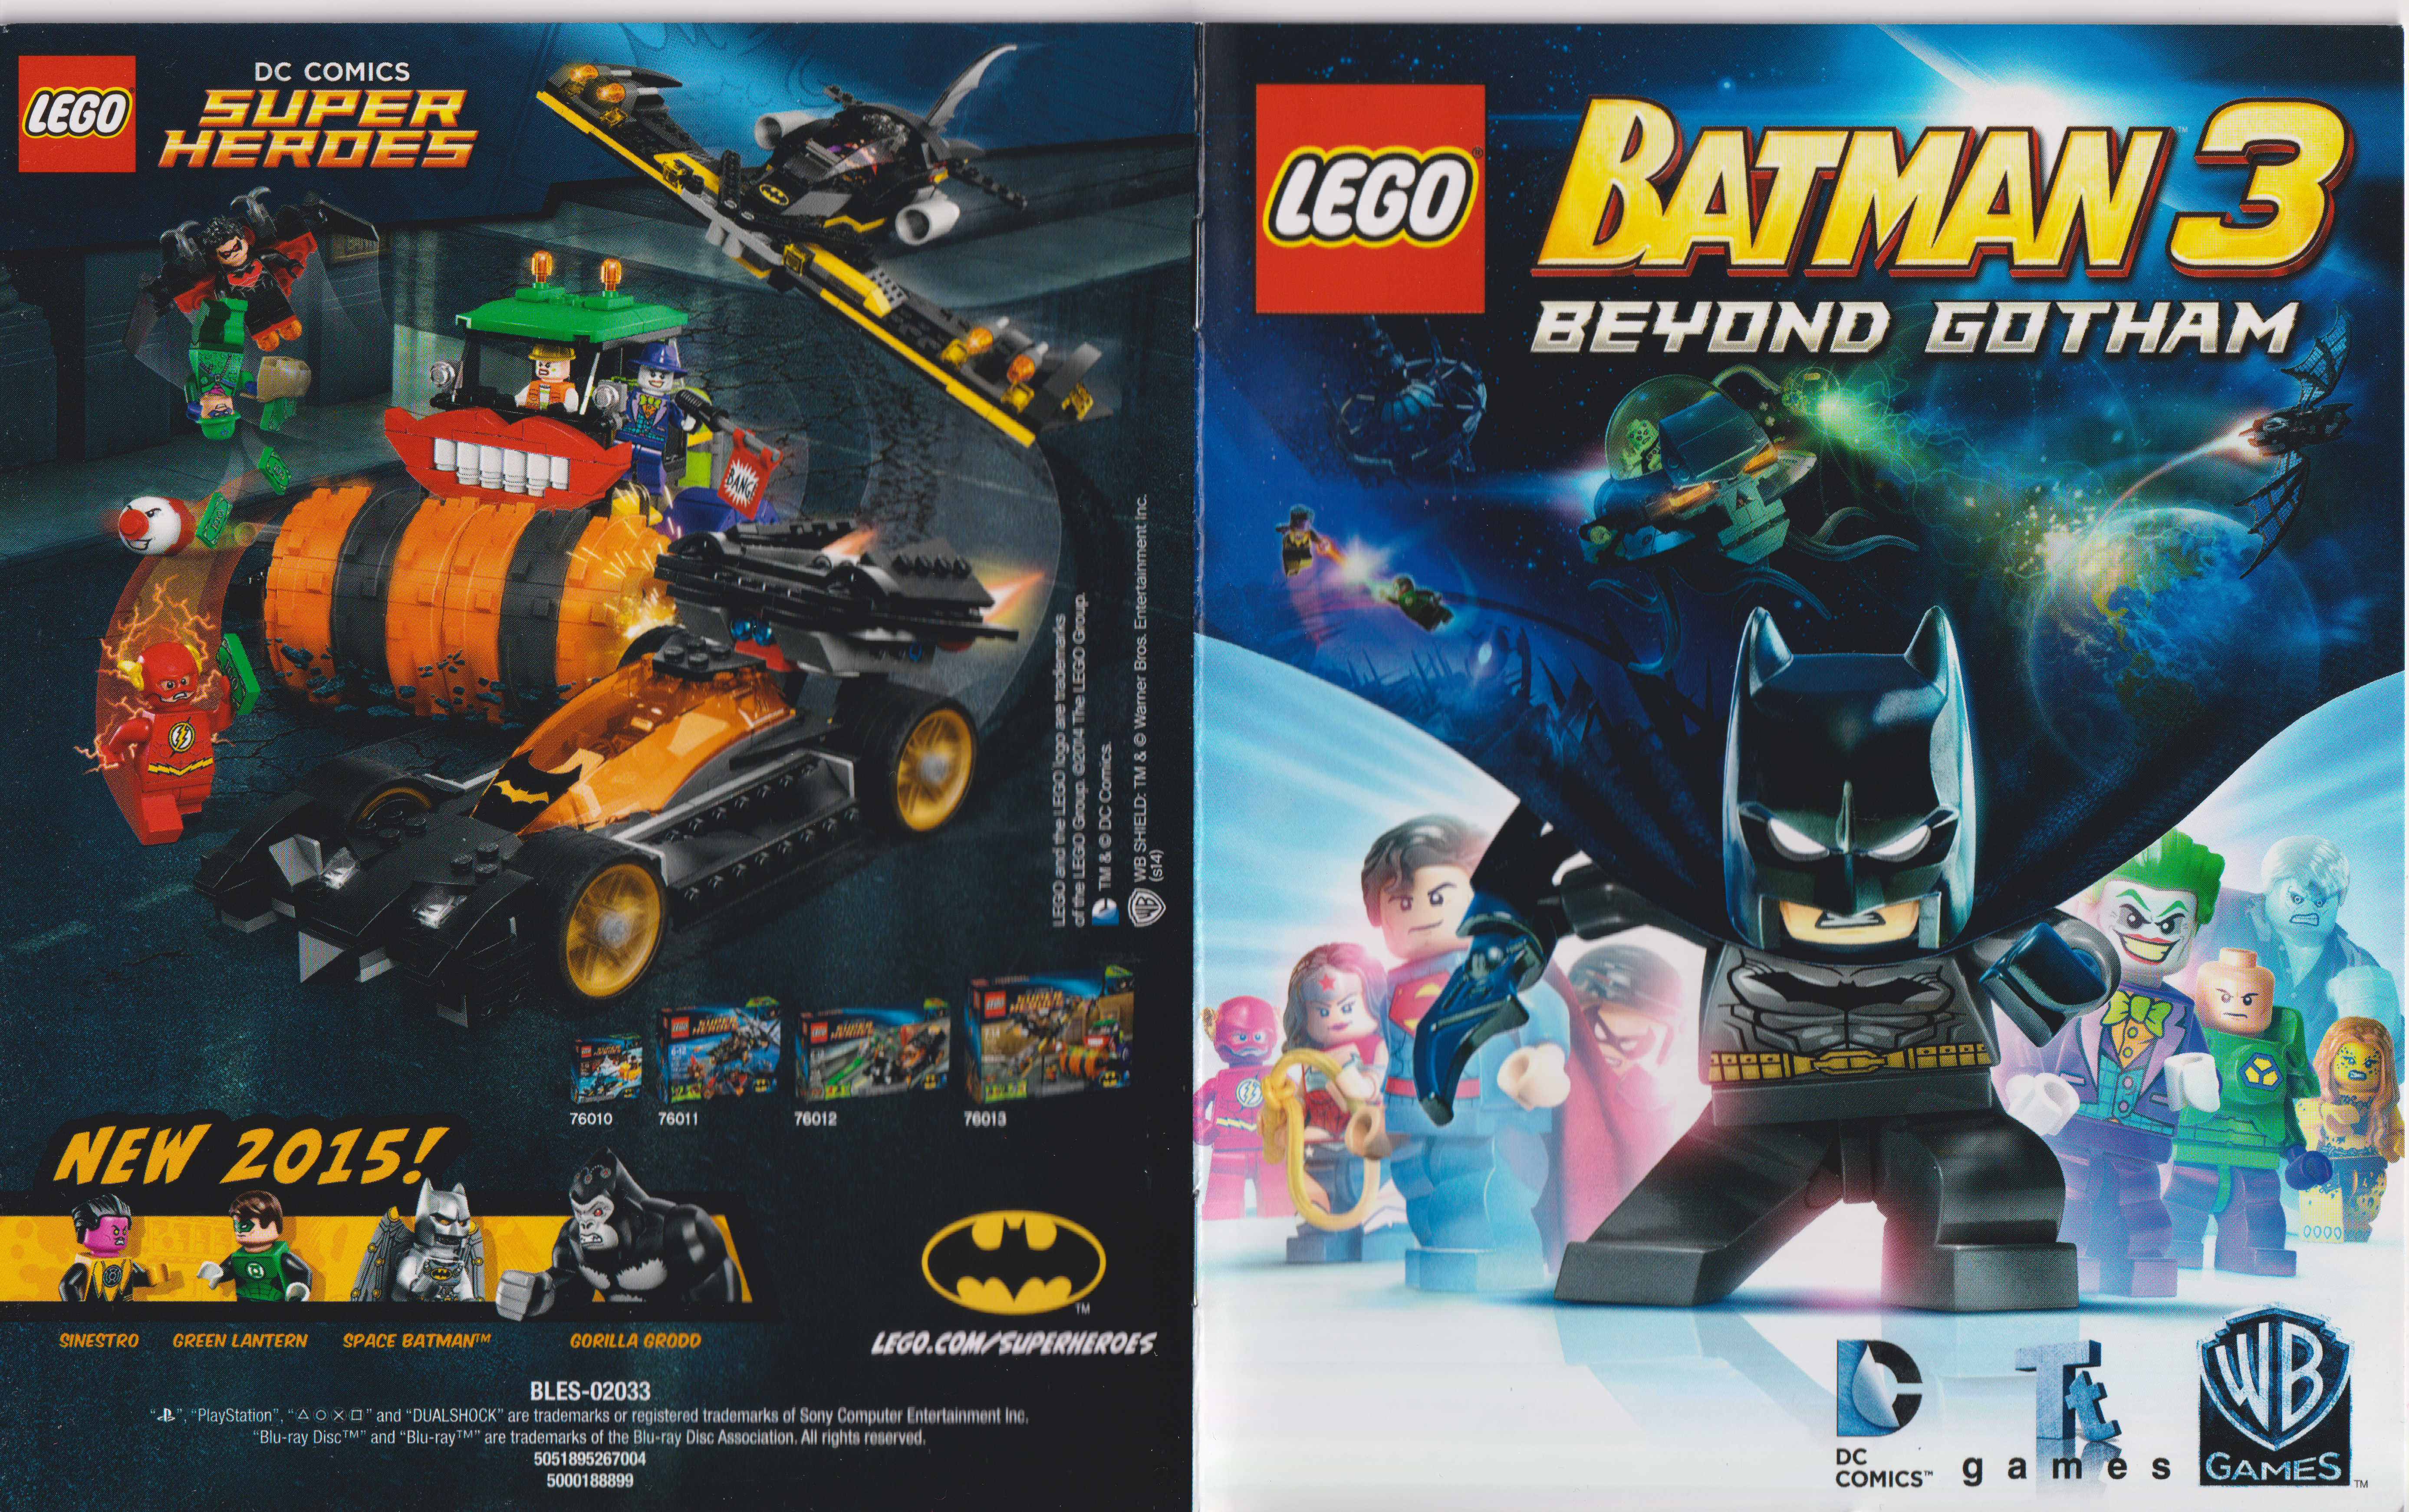 LEGO
DC COMICS
SUPER
HEROES
BANG!
LEGO and the LEGO logo are trademarks
of the LEGO Group. ©2014 The LEGO Group.
TM & © DC Comics.
WB SHIELD: TM & © Warner Bros. Entertainment Inc.
(s14)
76010
76011
76012
76013
NEW 2015!
SINESTRO
GREEN LANTERN
SPACE BATMAN™
GORILLA GRODD
TM
LEGO.COM/SUPERHEROES
BLES-02033
“ ”, “PlayStation”, “△○✕□” and “DUALSHOCK” are trademarks or registered trademarks of Sony Computer Entertainment Inc.
“Blu-ray Disc™” and “Blu-ray™” are trademarks of the Blu-ray Disc Association. All rights reserved.
5051895267004
5000188899
LEGO®
BATMAN™ 3
BEYOND GOTHAM
DC
COMICS™
Tt
games
WB
GAMES
TM